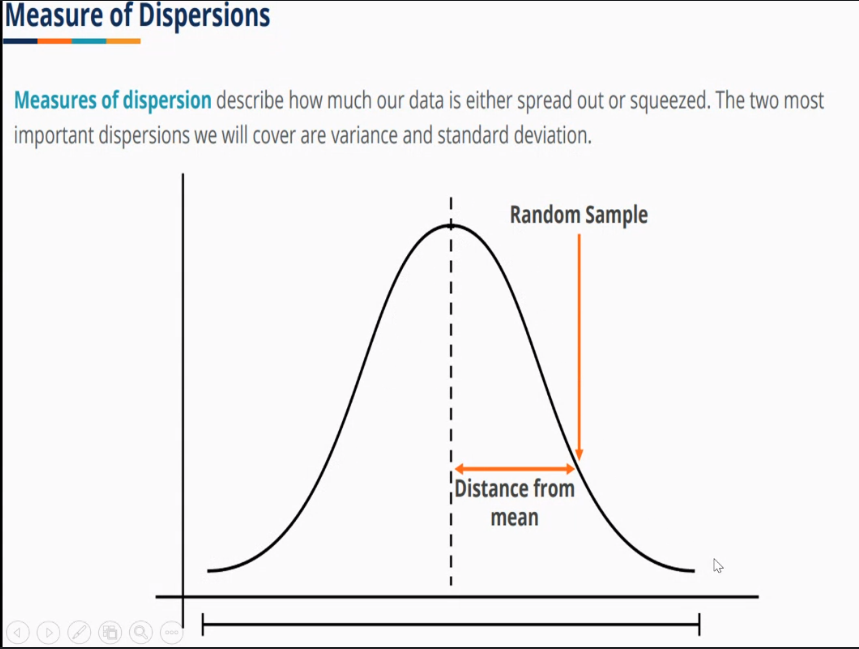 Measure of Dispersions
Measures of dispersion describe how much our data is either spread out or squeezed. The two most
important dispersions we will cover are variance and standard deviation.
Random Sample
Distance from
mean